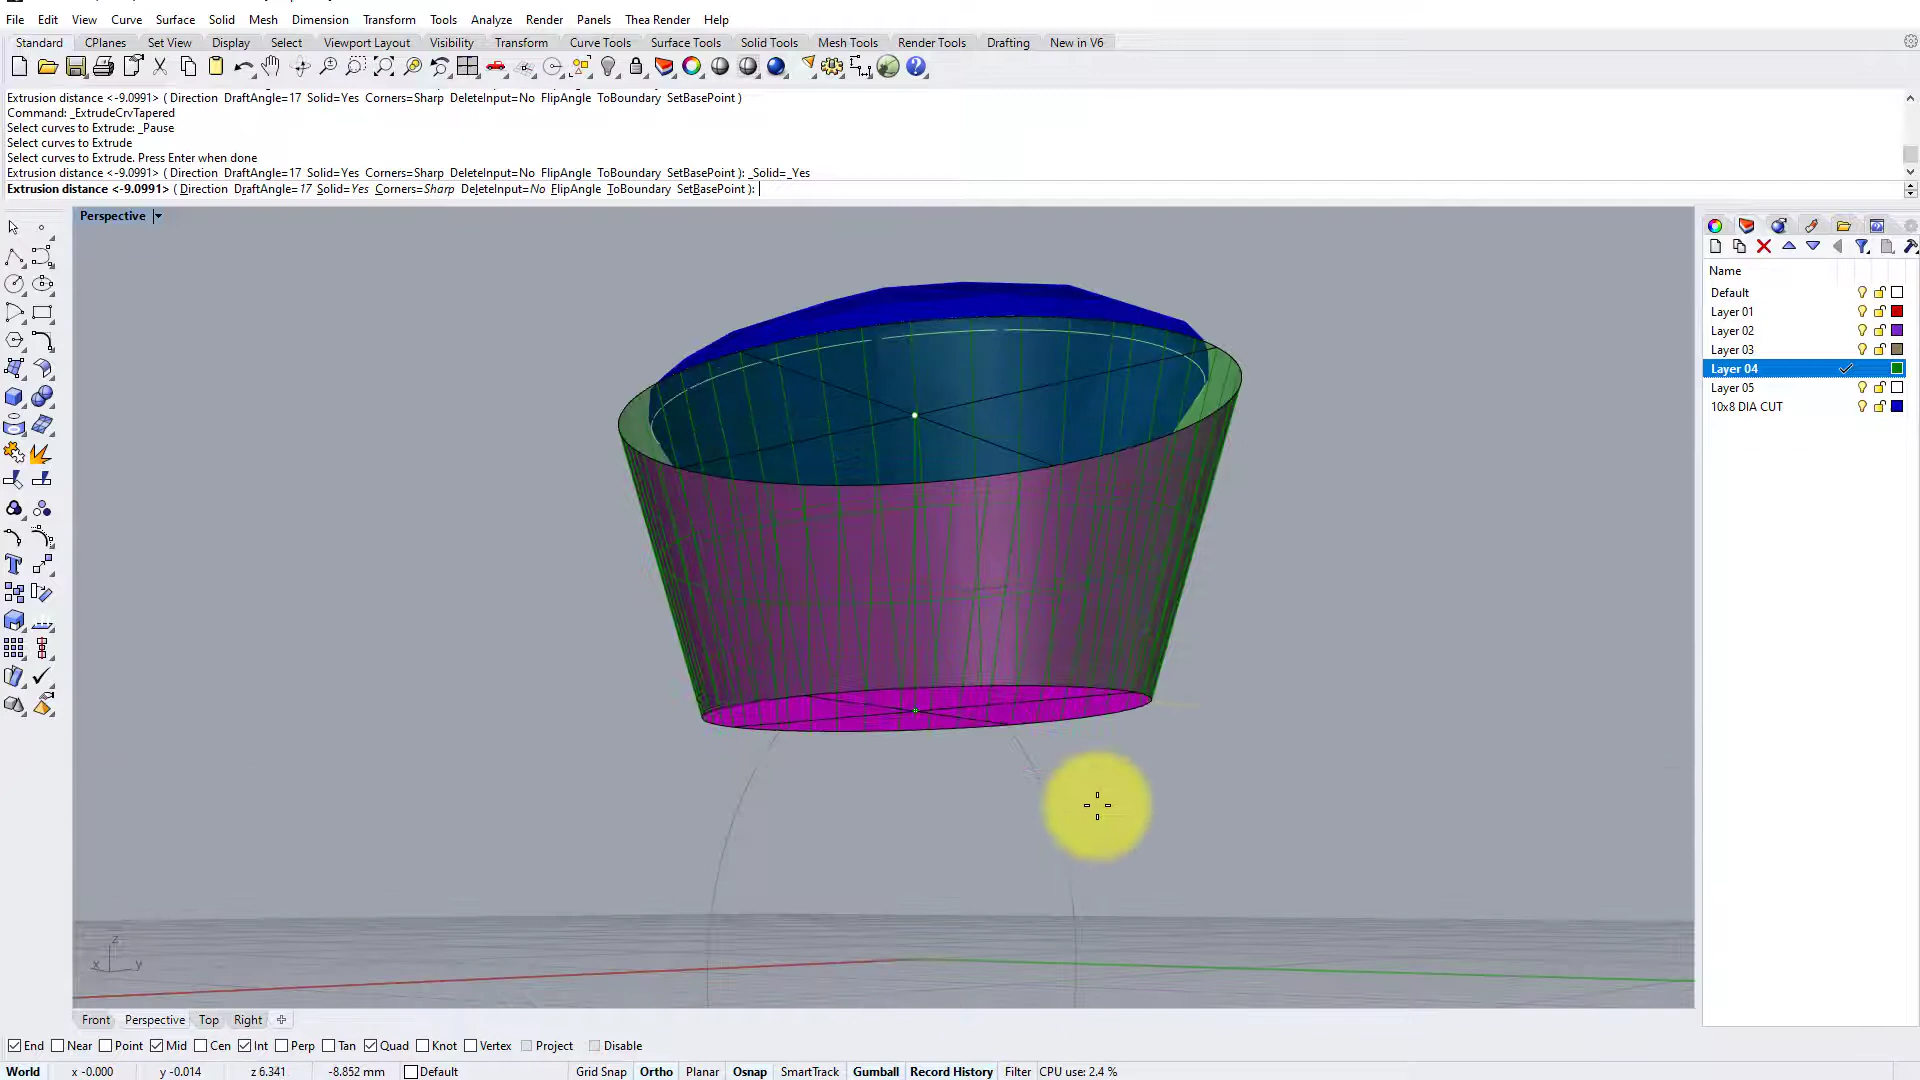 File Edit View Curve Surface Solid Mesh Dimension Transform Tools Analyze Render Panels Thea Render Help
Standard CPlanes Set View Display Select Viewport Layout Visibility Transform Curve Tools Surface Tools Solid Tools Mesh Tools Render Tools Drafting New in V6
Extrusion distance <-9.0991> ( Direction DraftAngle=17 Solid=Yes Corners=Sharp DeleteInput=No FlipAngle ToBoundary SetBasePoint )
Command: _ExtrudeCrvTapered
Select curves to Extrude: _Pause
Select curves to Extrude
Select curves to Extrude. Press Enter when done
Extrusion distance <-9.0991> ( Direction DraftAngle=17 Solid=Yes Corners=Sharp DeleteInput=No FlipAngle ToBoundary SetBasePoint ): _Solid=_Yes
Extrusion distance <-9.0991> ( Direction DraftAngle=17 Solid=Yes Corners=Sharp DeleteInput=No FlipAngle ToBoundary SetBasePoint ):
Perspective
Name
Default
Layer 01
Layer 02
Layer 03
Layer 04
Layer 05
10x8 DIA CUT
z
x y
Front Perspective Top Right
End Near Point Mid Cen Int Perp Tan Quad Knot Vertex Project Disable
World x -0.000 y -0.014 z 6.341 -8.852 mm Default Grid Snap Ortho Planar Osnap SmartTrack Gumball Record History Filter CPU use: 2.4 %